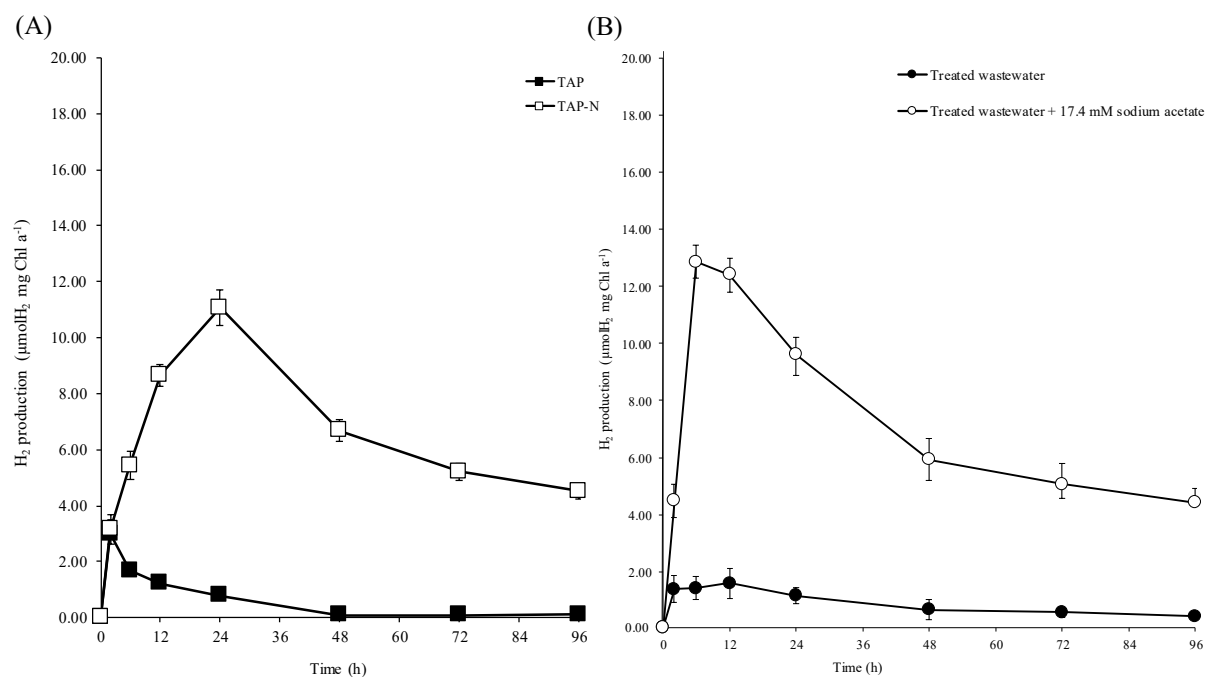 (A)
20.00
18.00
16.00
14.00
12.00
10.00
8.00
6.00
4.00
2.00
0.00
H₂ production (µmolH₂ mg Chl a⁻¹)
TAP
TAP-N
0 12 24 36 48 60 72 84 96
Time (h)
(B)
20.00
18.00
16.00
14.00
12.00
10.00
8.00
6.00
4.00
2.00
0.00
H₂ production (µmolH₂ mg Chl a⁻¹)
Treated wastewater
Treated wastewater + 17.4 mM sodium acetate
0 12 24 36 48 60 72 84 96
Time (h)